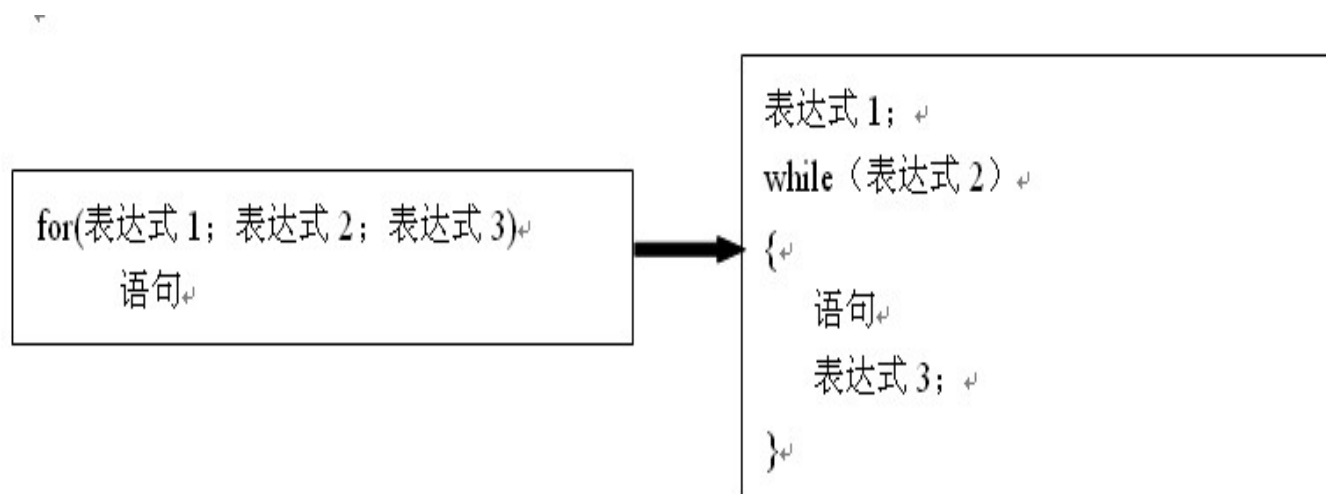 for(表达式 1；表达式 2；表达式 3)
语句
表达式 1；
while（表达式 2）
{
语句
表达式 3；
}